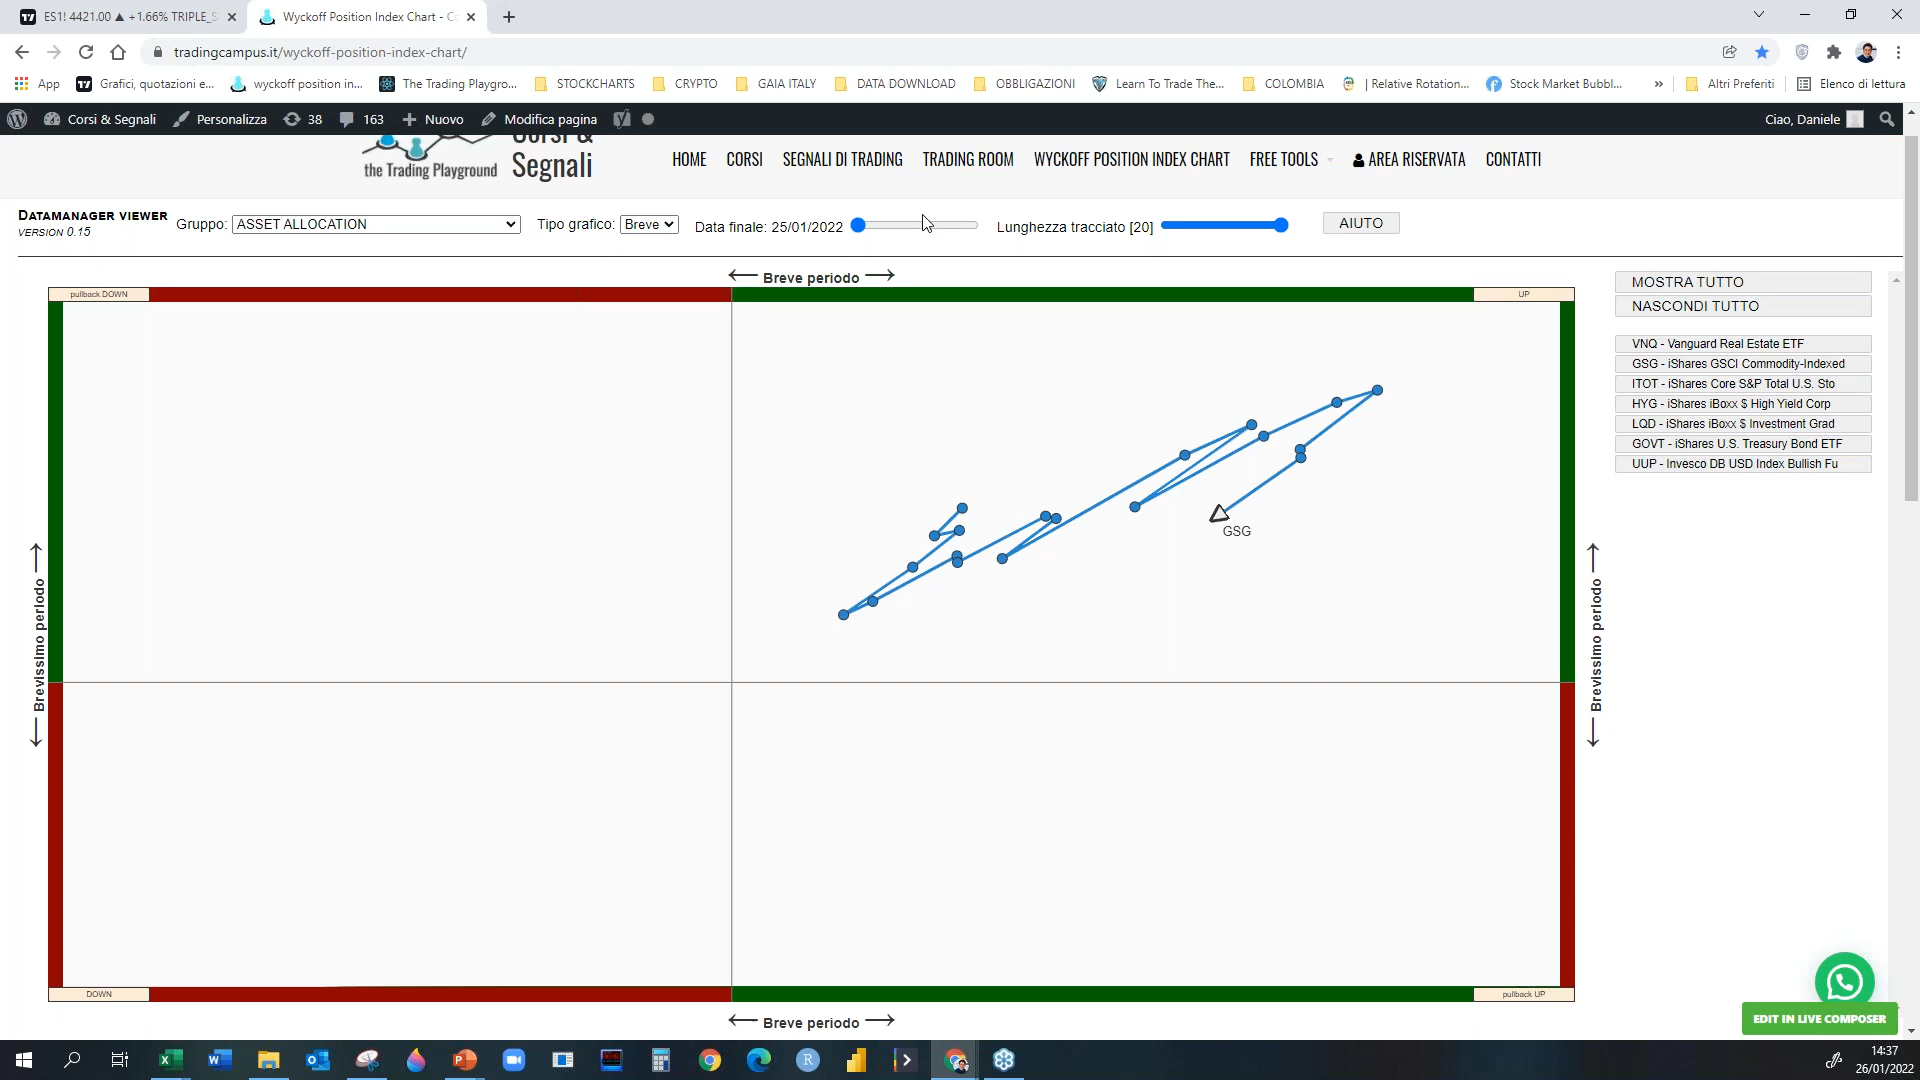 ES1! 4421.00 ▲ +1.66% TRIPLE_S
Wyckoff Position Index Chart - Co
tradingcampus.it/wyckoff-position-index-chart/
App
Grafici, quotazioni e...
wyckoff position in...
The Trading Playgro...
STOCKCHARTS
CRYPTO
GAIA ITALY
DATA DOWNLOAD
OBBLIGAZIONI
Learn To Trade The...
COLOMBIA
| Relative Rotation...
Stock Market Bubbl...
»
Altri Preferiti
Elenco di lettura
Corsi & Segnali
Personalizza
38
163
Nuovo
Modifica pagina
Ciao, Daniele
the Trading Playground
Corsi &
Segnali
HOME
CORSI
SEGNALI DI TRADING
TRADING ROOM
WYCKOFF POSITION INDEX CHART
FREE TOOLS
AREA RISERVATA
CONTATTI
DATAMANAGER VIEWER
VERSION 0.15
Gruppo: ASSET ALLOCATION
Tipo grafico: Breve
Data finale: 25/01/2022
Lunghezza tracciato [20]
AIUTO
Breve periodo
pullback DOWN
UP
GSG
Brevissimo periodo
Brevissimo periodo
DOWN
pullback UP
Breve periodo
MOSTRA TUTTO
NASCONDI TUTTO
VNQ - Vanguard Real Estate ETF
GSG - iShares GSCI Commodity-Indexed
ITOT - iShares Core S&P Total U.S. Sto
HYG - iShares iBoxx $ High Yield Corp
LQD - iShares iBoxx $ Investment Grad
GOVT - iShares U.S. Treasury Bond ETF
UUP - Invesco DB USD Index Bullish Fu
EDIT IN LIVE COMPOSER
14:37
26/01/2022